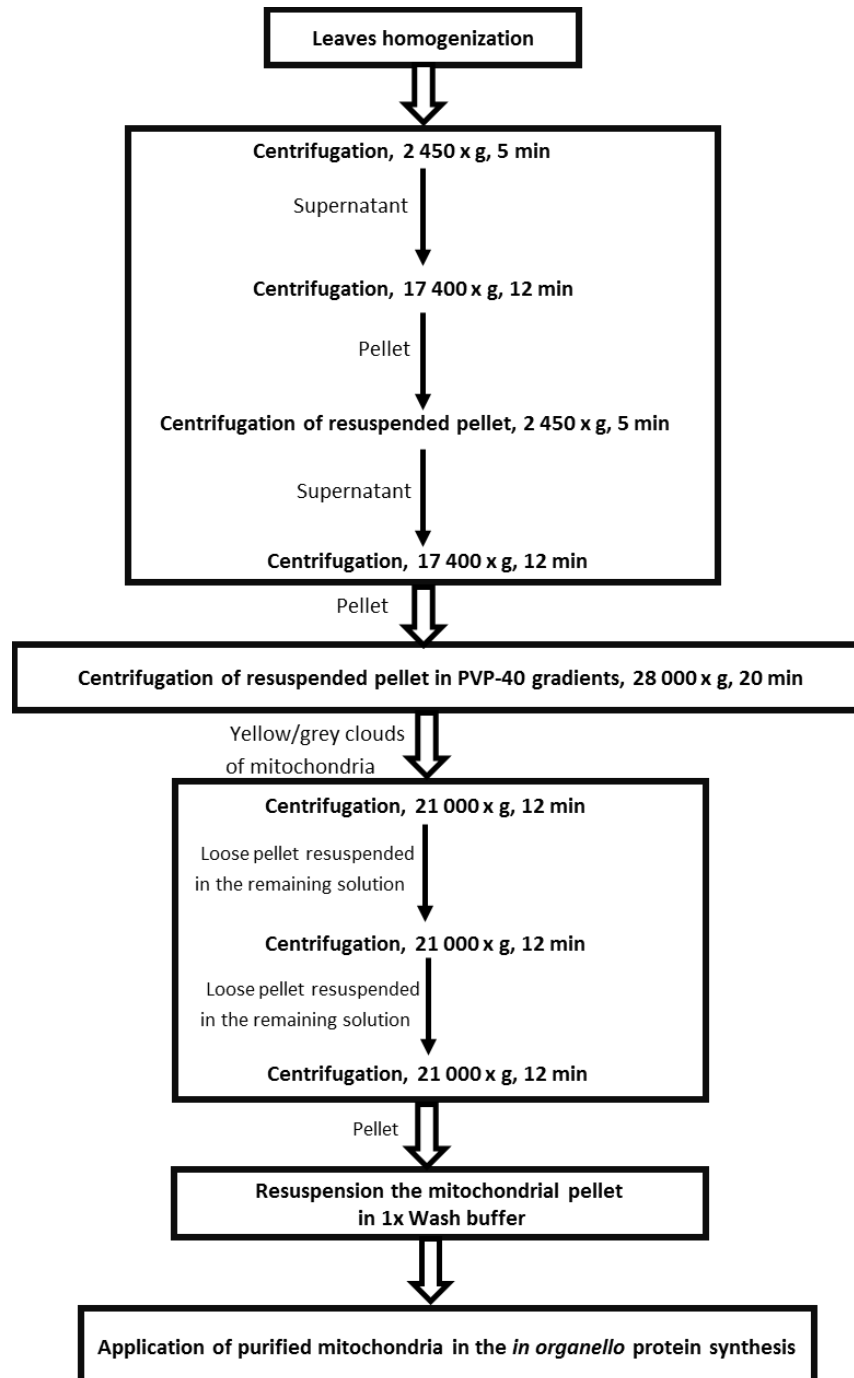 Leaves homogenization
Centrifugation, 2 450 x g, 5 min
Supernatant
Centrifugation, 17 400 x g, 12 min
Pellet
Centrifugation of resuspended pellet, 2 450 x g, 5 min
Supernatant
Centrifugation, 17 400 x g, 12 min
Pellet
Centrifugation of resuspended pellet in PVP-40 gradients, 28 000 x g, 20 min
Yellow/grey clouds
of mitochondria
Centrifugation, 21 000 x g, 12 min
Loose pellet resuspended
in the remaining solution
Centrifugation, 21 000 x g, 12 min
Loose pellet resuspended
in the remaining solution
Centrifugation, 21 000 x g, 12 min
Pellet
Resuspension the mitochondrial pellet
in 1x Wash buffer
Application of purified mitochondria in the in organello protein synthesis